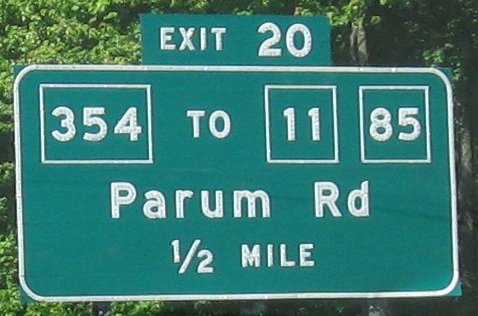 EXIT 20
354 TO 11 85
Parum Rd
1/2 MILE